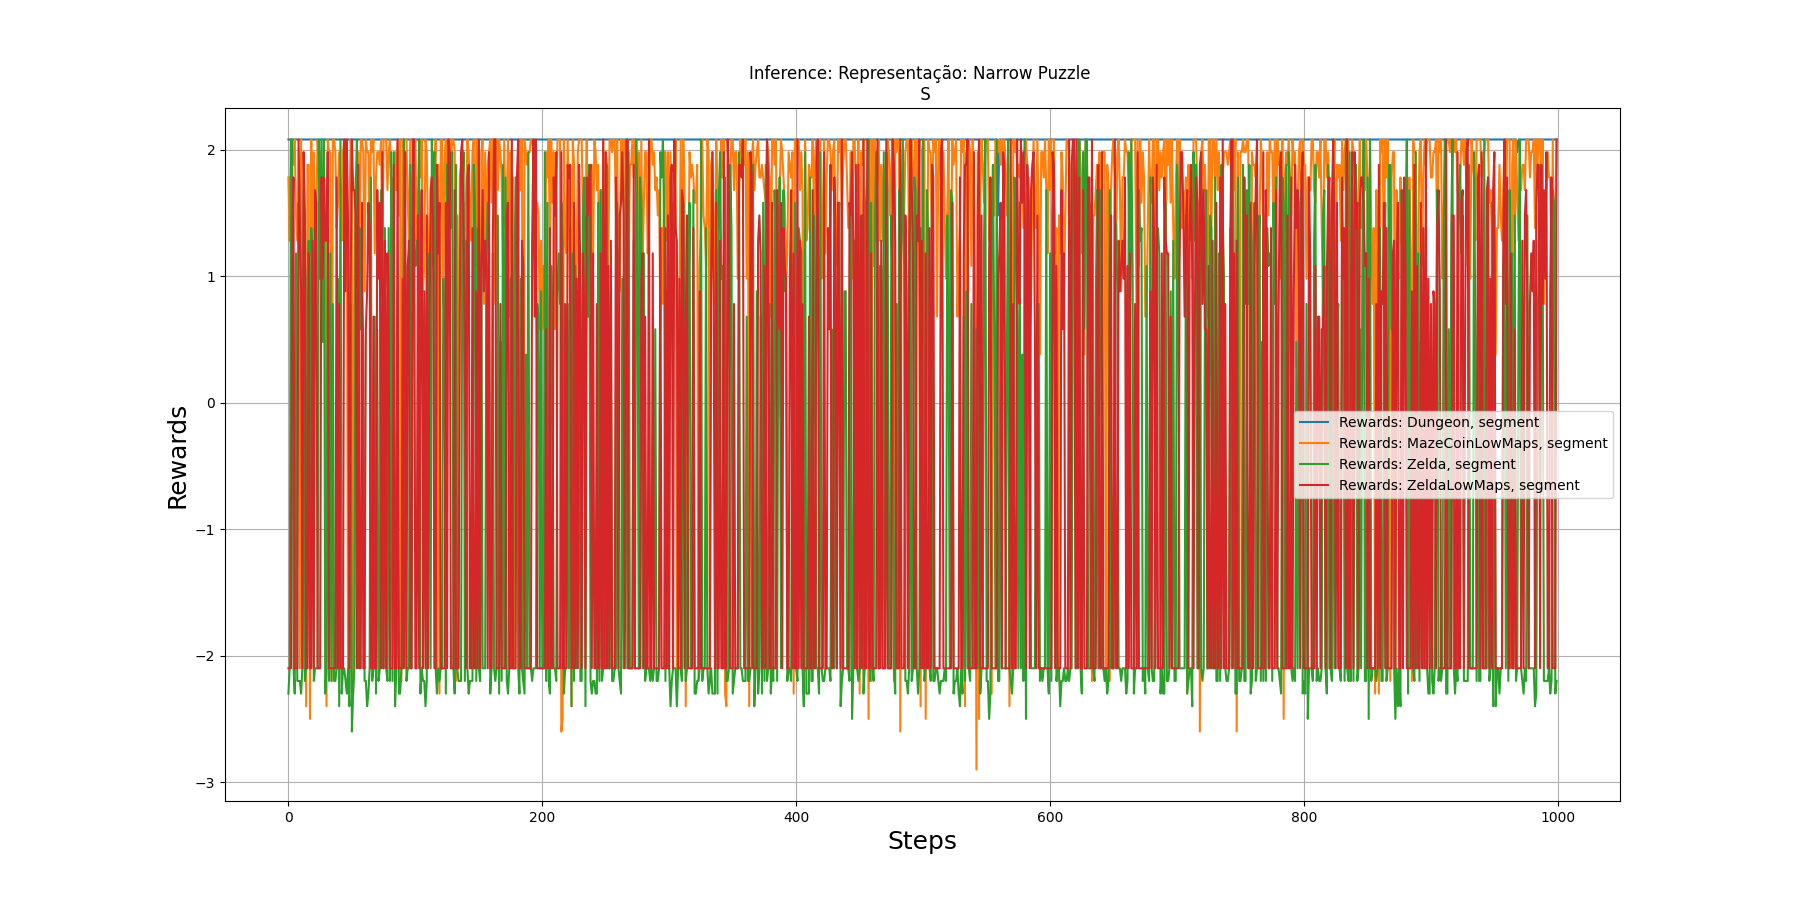 Inference: Representação: Narrow Puzzle
S
2
1
0
−1
−2
−3
Rewards
Rewards: Dungeon, segment
Rewards: MazeCoinLowMaps, segment
Rewards: Zelda, segment
Rewards: ZeldaLowMaps, segment
0 200 400 600 800 1000
Steps